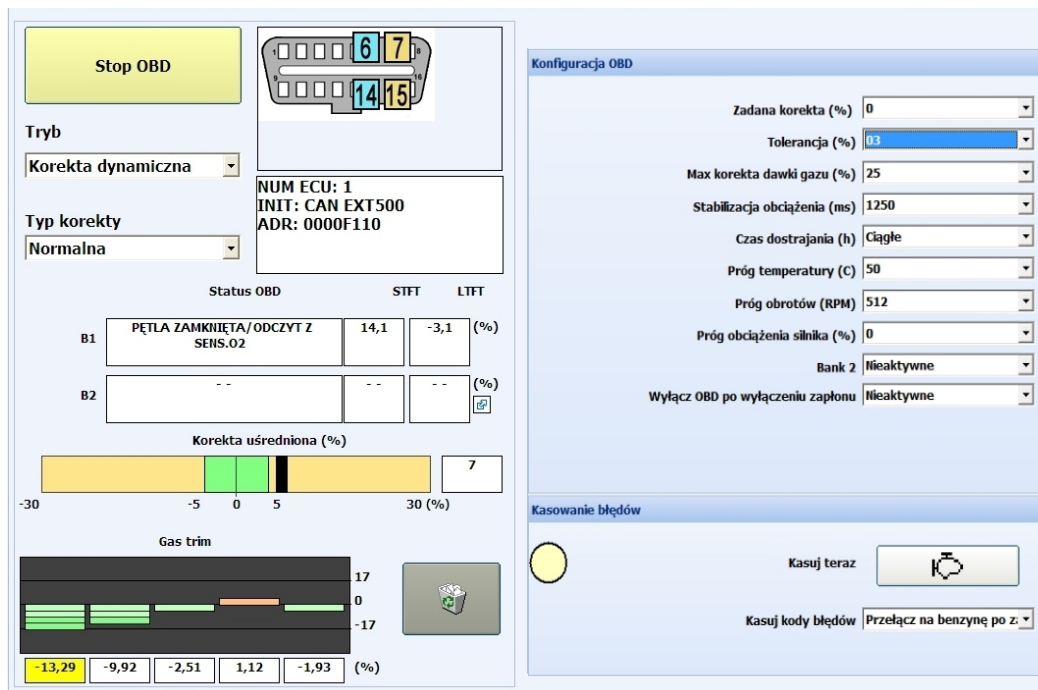 Stop OBD
1
6
7
8
9
14
15
16
Tryb
Korekta dynamiczna
Typ korekty
Normalna
NUM ECU: 1
INIT: CAN EXT500
ADR: 0000F110
Status OBD STFT LTFT
B1 PĘTLA ZAMKNIĘTA/ODCZYT Z SENS.O2 14,1 -3,1 (%)
B2 - - - - - - (%)
Korekta uśredniona (%)
7
-30 -5 0 5 30 (%)
Gas trim
17
0
-17
-13,29 -9,92 -2,51 1,12 -1,93 (%)
Konfiguracja OBD
Zadana korekta (%) 0
Tolerancja (%) 03
Max korekta dawki gazu (%) 25
Stabilizacja obciążenia (ms) 1250
Czas dostrajania (h) Ciągłe
Próg temperatury (C) 50
Próg obrotów (RPM) 512
Próg obciążenia silnika (%) 0
Bank 2 Nieaktywne
Wyłącz OBD po wyłączeniu zapłonu Nieaktywne
Kasowanie błędów
Kasuj teraz
Kasuj kody błędów Przełącz na benzynę po z